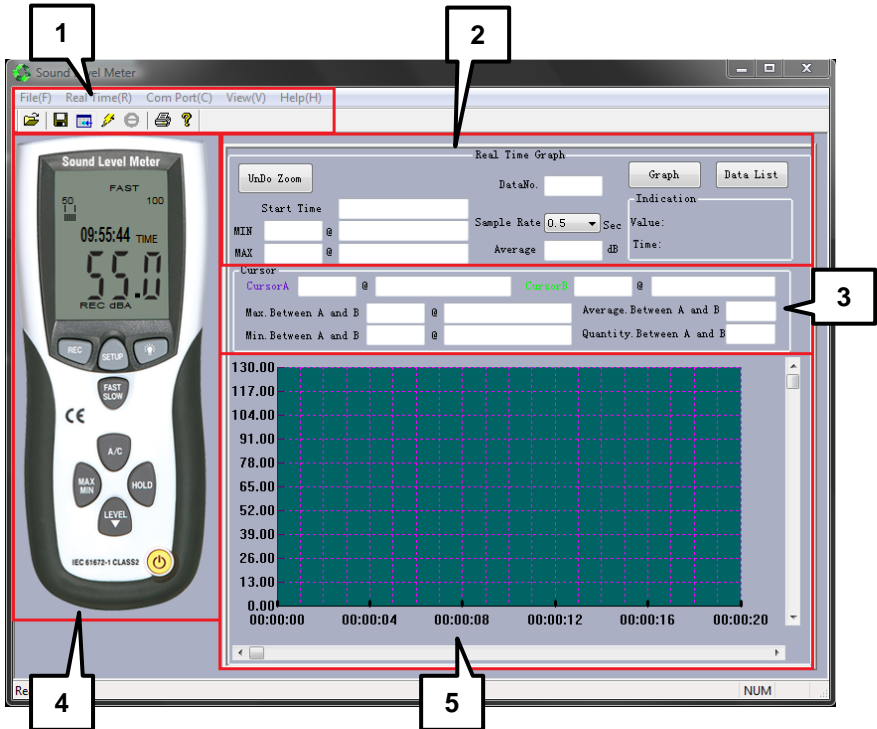 1
2
Sound Level Meter
File(F) Real Time(R) Com Port(C) View(V) Help(H)
Sound Level Meter
FAST
50 100
09:55:44 TIME
55.0
REC dBA
REC
SETUP
FAST
SLOW
CE
A/C
MAX
MIN
HOLD
LEVEL
IEC 61672-1 CLASS2
Real Time Graph
UnDo Zoom
DataNo.
Graph
Data List
Start Time
Indication
MIN @
Sample Rate 0.5 Sec
Value:
MAX @
Average dB
Time:
Cursor
CursorA @
CursorB @
Max.Between A and B @
Average.Between A and B
Min.Between A and B @
Quantity.Between A and B
3
130.00
117.00
104.00
91.00
78.00
65.00
52.00
39.00
26.00
13.00
0.00
00:00:00 00:00:04 00:00:08 00:00:12 00:00:16 00:00:20
4
5
NUM